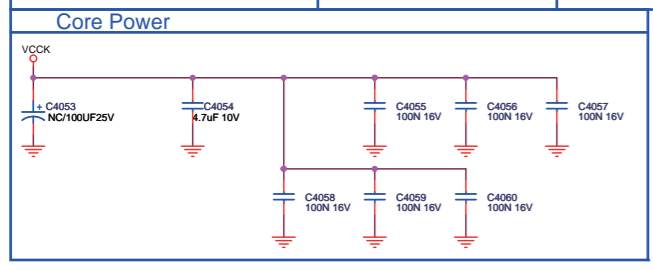 Core Power
VCCK
+ C4053
NC/100UF25V
C4054
4.7uF 10V
C4055
100N 16V
C4056
100N 16V
C4057
100N 16V
C4058
100N 16V
C4059
100N 16V
C4060
100N 16V